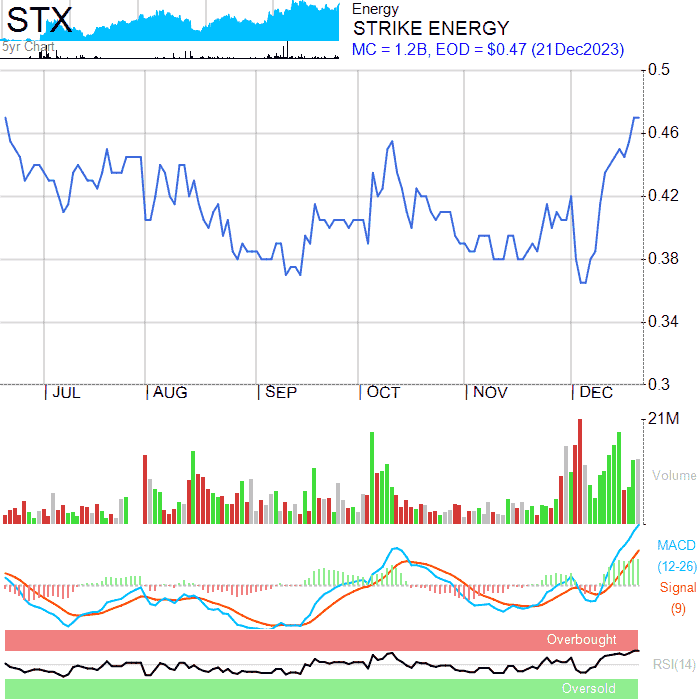 STX
5yr Chart
Energy
STRIKE ENERGY
MC = 1.2B, EOD = $0.47 (21Dec2023)
0.5
0.46
0.42
0.38
0.34
0.3
JUL AUG SEP OCT NOV DEC
21M
Volume
MACD
(12-26)
Signal
(9)
Overbought
RSI(14)
Oversold